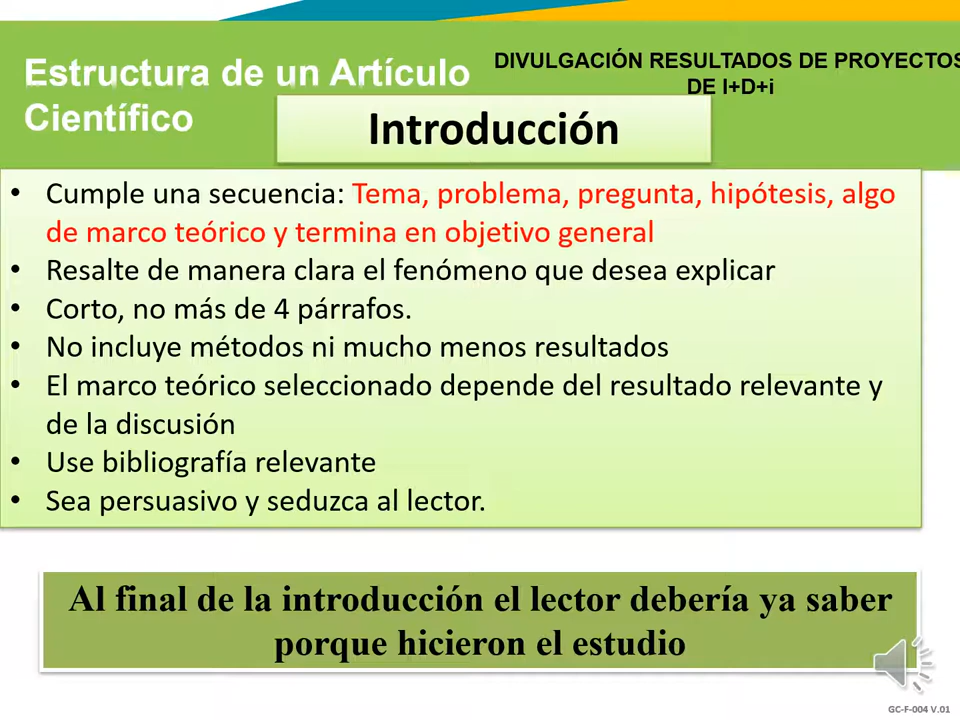 Estructura de un Artículo
Científico
DIVULGACIÓN RESULTADOS DE PROYECTOS
DE I+D+i
Introducción
• Cumple una secuencia: Tema, problema, pregunta, hipótesis, algo
de marco teórico y termina en objetivo general
• Resalte de manera clara el fenómeno que desea explicar
• Corto, no más de 4 párrafos.
• No incluye métodos ni mucho menos resultados
• El marco teórico seleccionado depende del resultado relevante y
de la discusión
• Use bibliografía relevante
• Sea persuasivo y seduzca al lector.
Al final de la introducción el lector debería ya saber
porque hicieron el estudio
GC-F-004 V.01